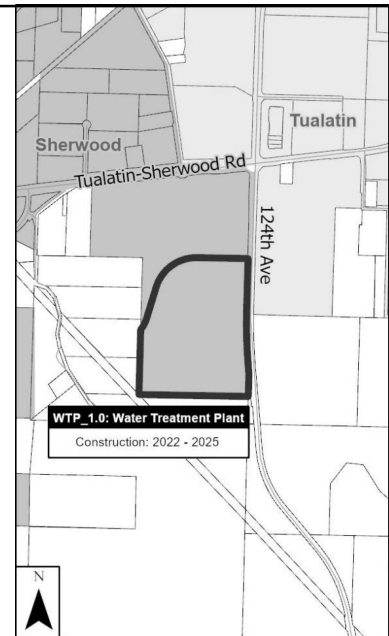 Sherwood
Tualatin
Tualatin-Sherwood Rd
124th Ave
WTP_1.0: Water Treatment Plant
Construction: 2022 - 2025
N